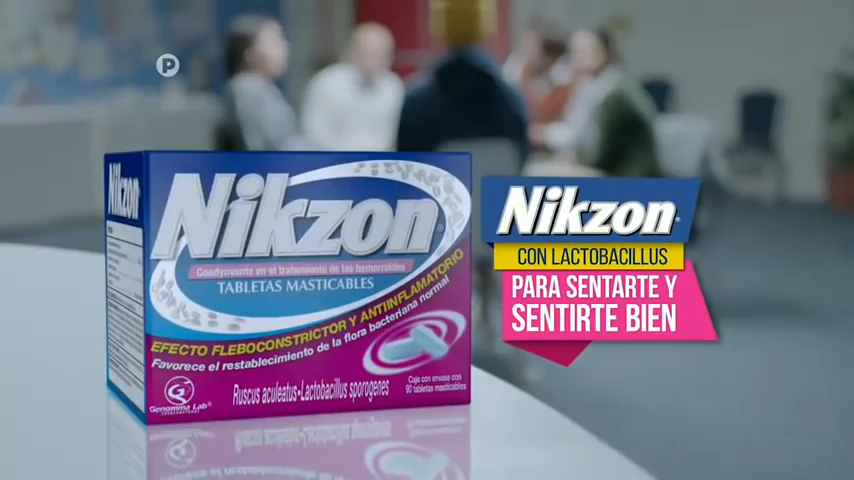 P
Nikzon
Nikzon®
Coadyuvante en el tratamiento de las hemorroides
TABLETAS MASTICABLES
EFECTO FLEBOCONSTRICTOR Y ANTIINFLAMATORIO
Favorece el restablecimiento de la flora bacteriana normal
Ruscus aculeatus-Lactobacillus sporogenes
Caja con envase con
90 tabletas masticables
Genomma Lab®
Nikzon®
CON LACTOBACILLUS
PARA SENTARTE Y
SENTIRTE BIEN